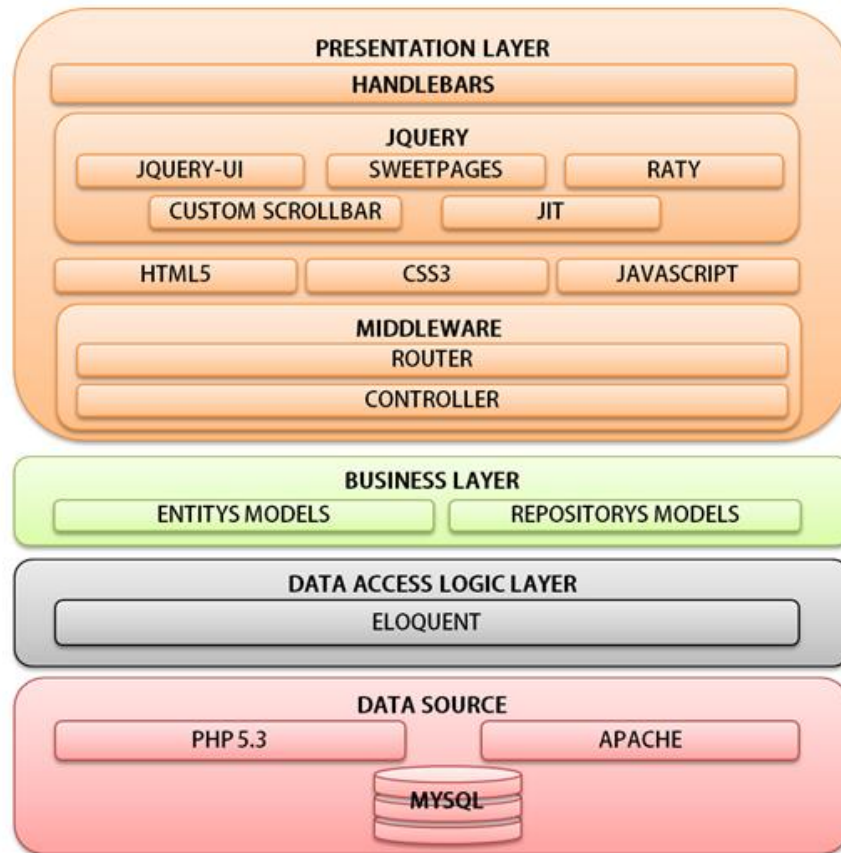 PRESENTATION LAYER
HANDLEBARS
JQUERY
JQUERY-UI SWEETPAGES RATY
CUSTOM SCROLLBAR JIT
HTML5 CSS3 JAVASCRIPT
MIDDLEWARE
ROUTER
CONTROLLER
BUSINESS LAYER
ENTITYS MODELS REPOSITORYS MODELS
DATA ACCESS LOGIC LAYER
ELOQUENT
DATA SOURCE
PHP 5.3 APACHE
MYSQL